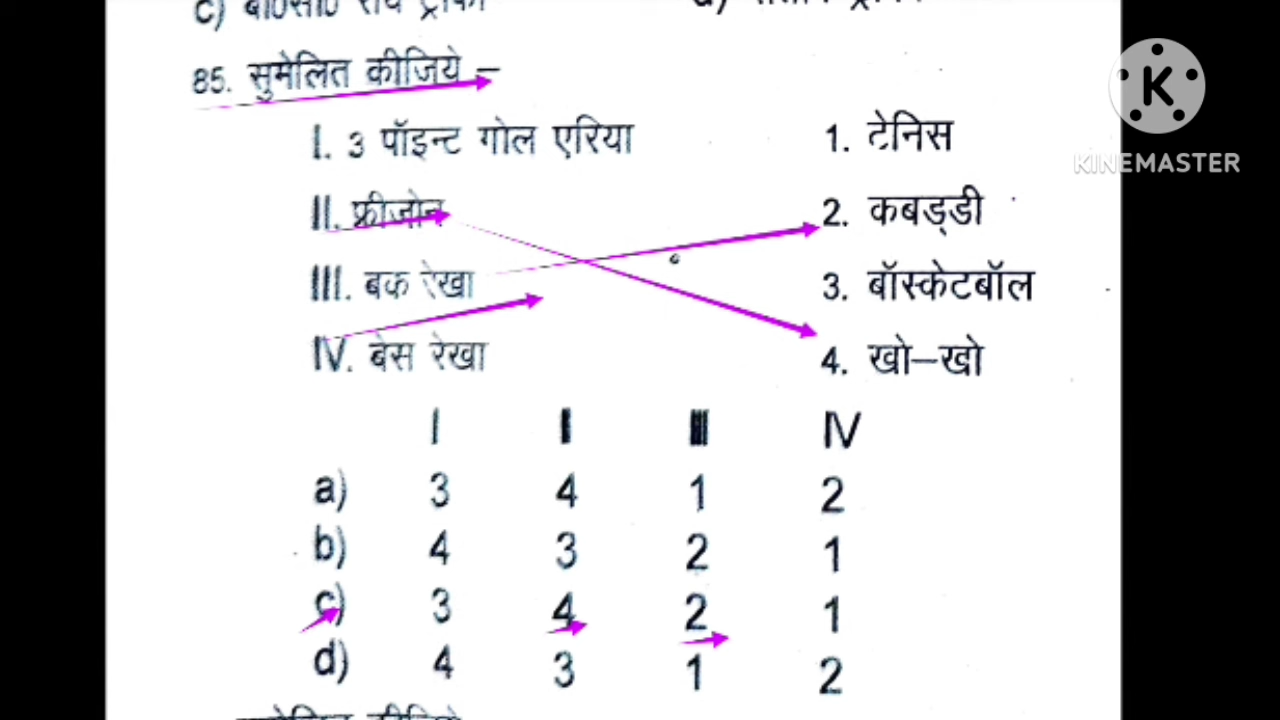 85. सुमेलित कीजिये –
I. 3 पॉइन्ट गोल एरिया 1. टेनिस
II. फ्रीजोन 2. कबड्डी
III. बक रेखा 3. बॉस्केटबॉल
IV. बेस रेखा 4. खो–खो
I II III IV
a) 3 4 1 2
b) 4 3 2 1
c) 3 4 2 1
d) 4 3 1 2
K
KINEMASTER